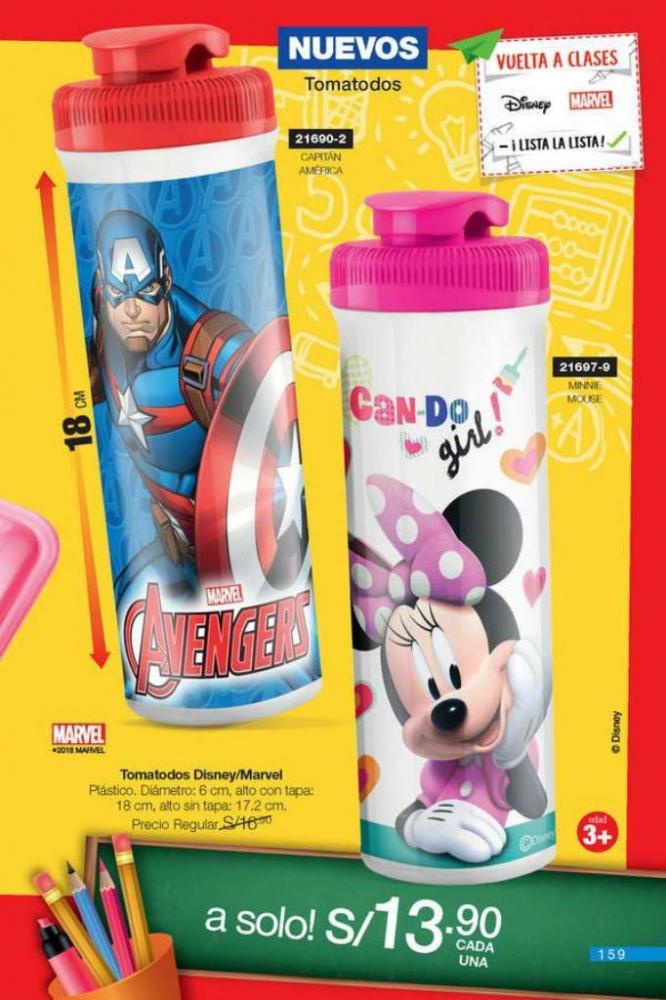 NUEVOS
Tomatodos
VUELTA A CLASES
Disney MARVEL
- ¡LISTA LA LISTA!
21690-2
CAPITÁN
AMÉRICA
A
18 CM
21697-9
MINNIE
MOUSE
CAN-DO
girl!
A+
MARVEL
AVENGERS
MARVEL
©2018 MARVEL
© Disney
Tomatodos Disney/Marvel
Plástico. Diámetro: 6 cm, alto con tapa:
18 cm, alto sin tapa: 17.2 cm.
Precio Regular S/16.90
edad
3+
©Disney
a solo! S/13.90
CADA
UNA
159